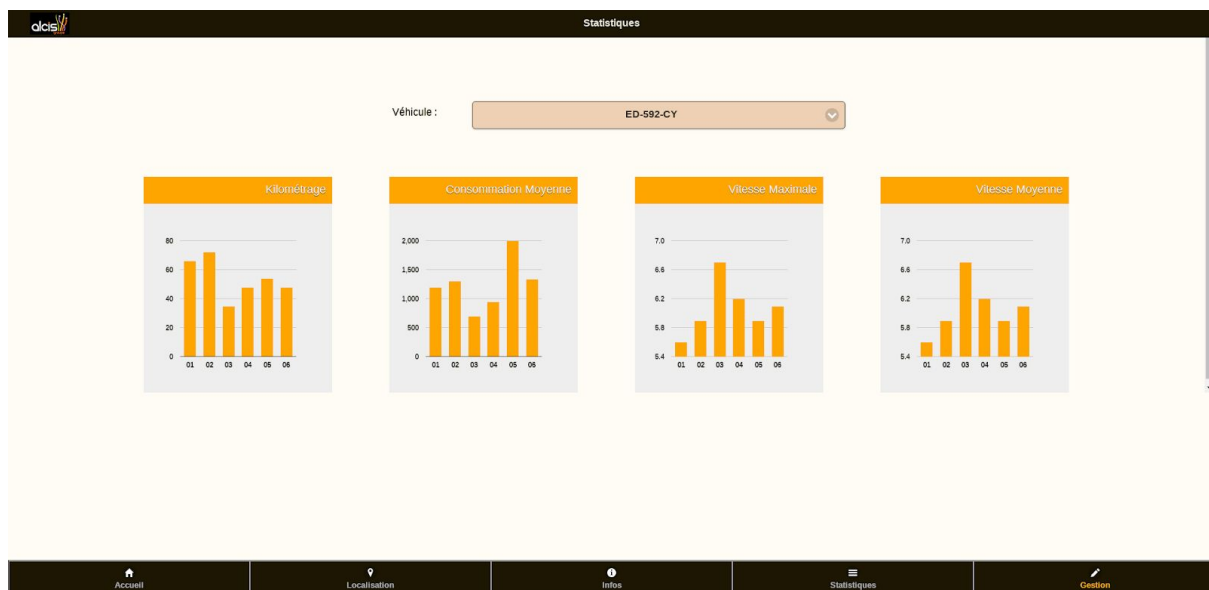 alcis
Statistiques
Véhicule :
ED-592-CY
Kilométrage
80
60
40
20
0
01 02 03 04 05 06
Consommation Moyenne
2,000
1,500
1,000
500
0
01 02 03 04 05 06
Vitesse Maximale
7.0
6.6
6.2
5.8
5.4
01 02 03 04 05 06
Vitesse Moyenne
7.0
6.6
6.2
5.8
5.4
01 02 03 04 05 06
Accueil
Localisation
Infos
Statistiques
Gestion